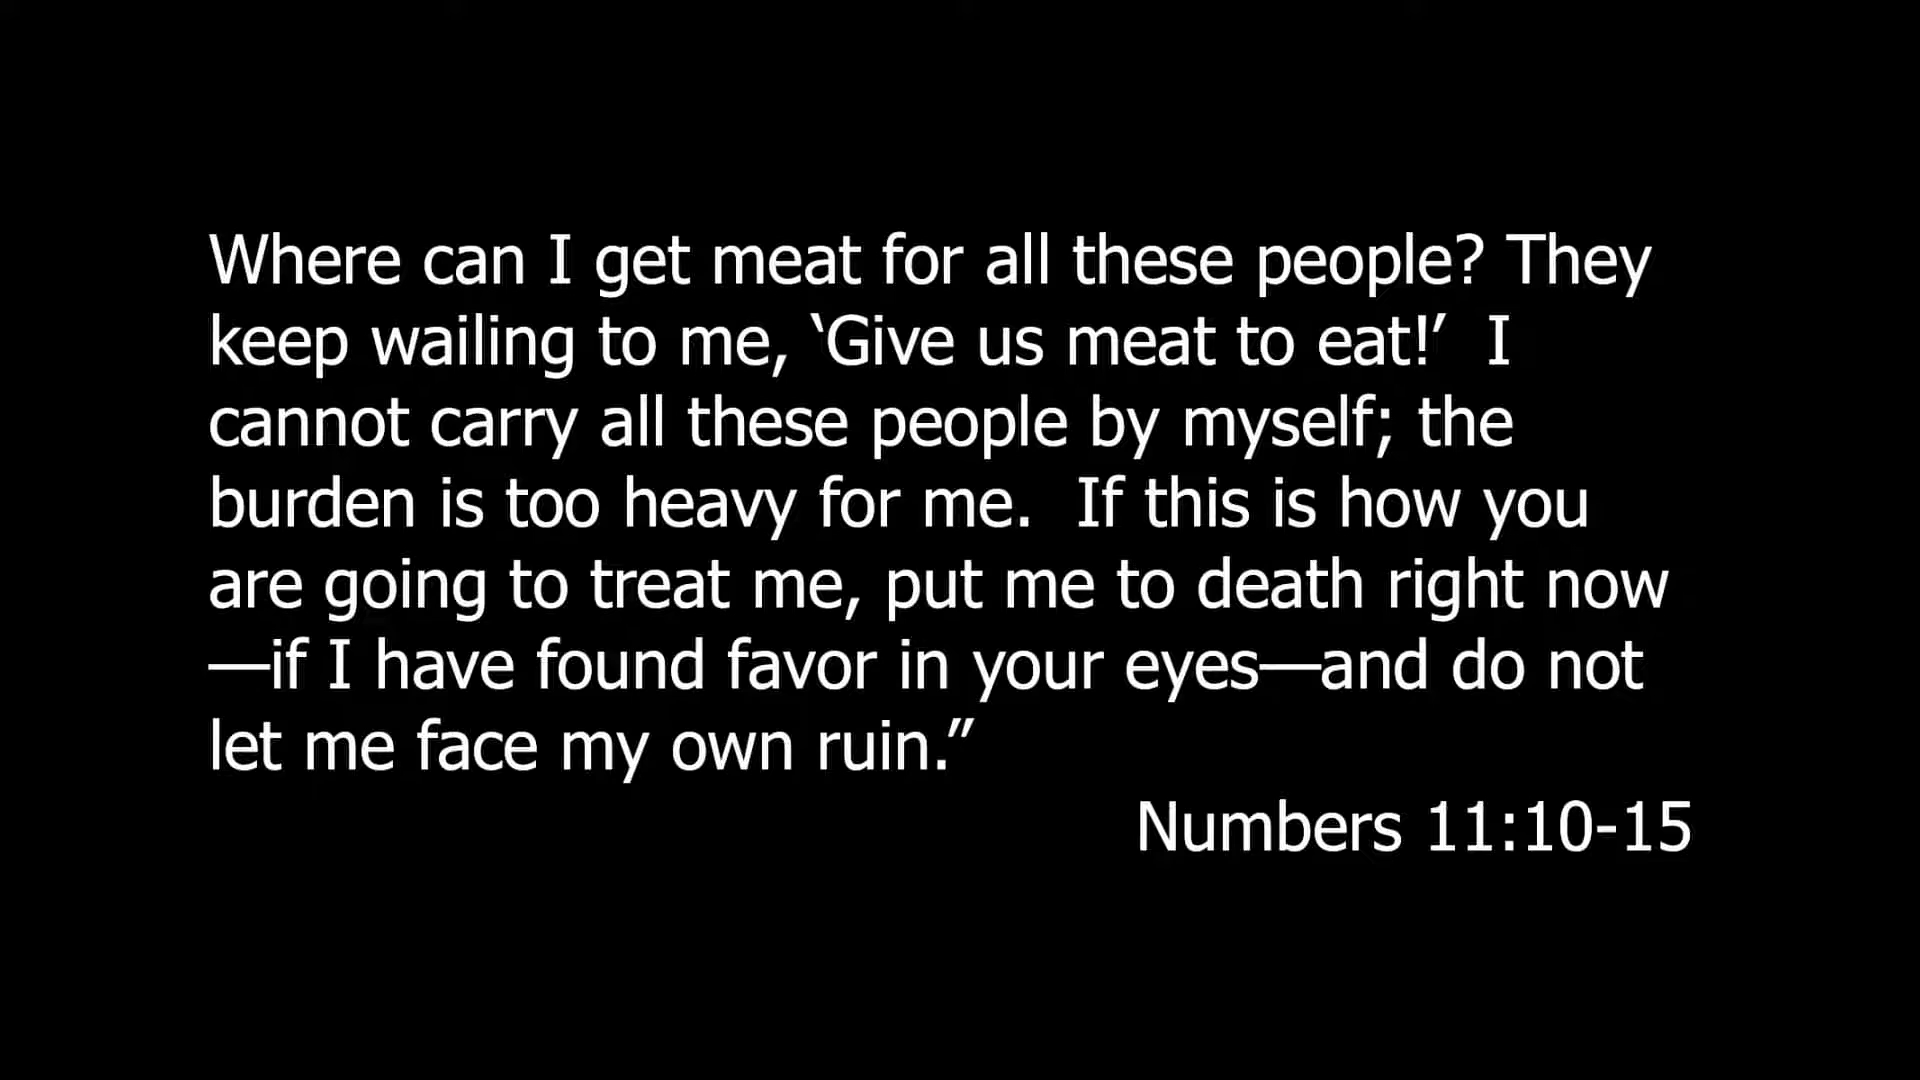 Where can I get meat for all these people? They
keep wailing to me, ‘Give us meat to eat!’  I
cannot carry all these people by myself; the
burden is too heavy for me.  If this is how you
are going to treat me, put me to death right now
—if I have found favor in your eyes—and do not
let me face my own ruin.”
Numbers 11:10-15